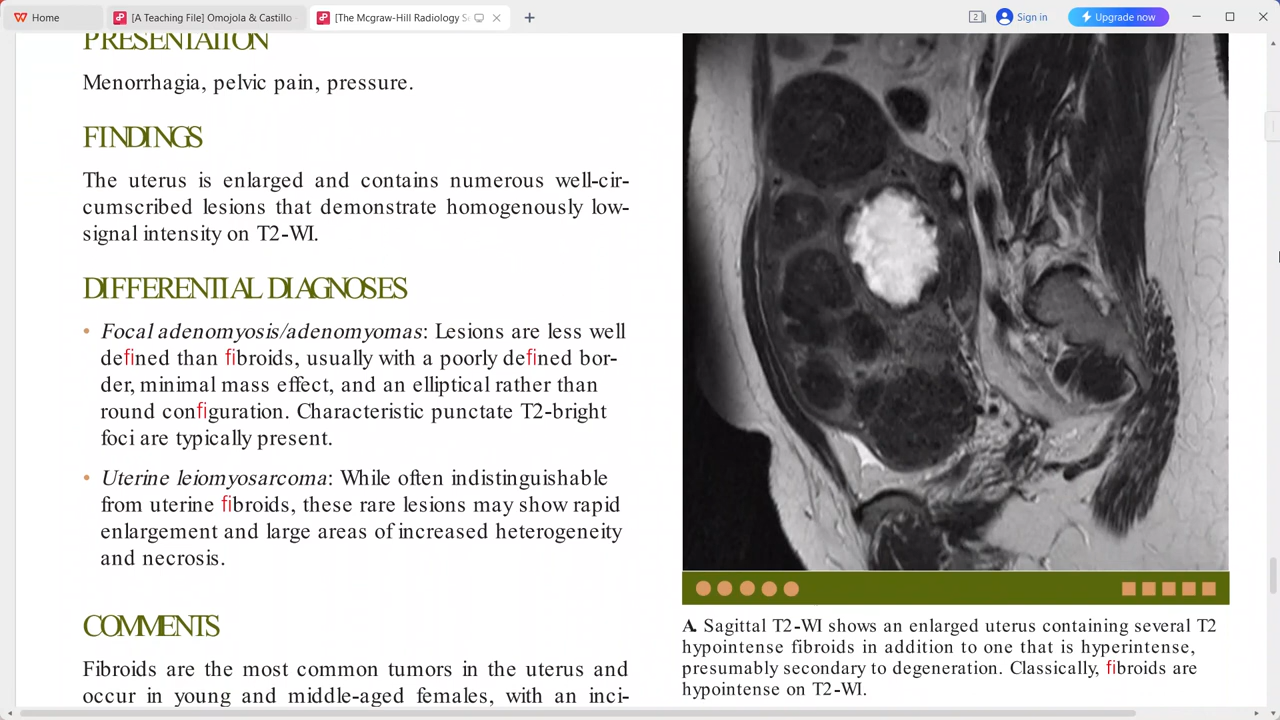 Home
[A Teaching File] Omojola & Castillo
[The Mcgraw-Hill Radiology S
2
Sign in
Upgrade now
PRESENTATION
Menorrhagia, pelvic pain, pressure.
FINDINGS
The uterus is enlarged and contains numerous well-cir-
cumscribed lesions that demonstrate homogenously low-
signal intensity on T2-WI.
DIFFERENTIAL DIAGNOSES
• Focal adenomyosis/adenomyomas: Lesions are less well
defined than fibroids, usually with a poorly defined bor-
der, minimal mass effect, and an elliptical rather than
round configuration. Characteristic punctate T2-bright
foci are typically present.
• Uterine leiomyosarcoma: While often indistinguishable
from uterine fibroids, these rare lesions may show rapid
enlargement and large areas of increased heterogeneity
and necrosis.
COMMENTS
Fibroids are the most common tumors in the uterus and
occur in young and middle-aged females, with an inci-
A. Sagittal T2-WI shows an enlarged uterus containing several T2
hypointense fibroids in addition to one that is hyperintense,
presumably secondary to degeneration. Classically, fibroids are
hypointense on T2-WI.